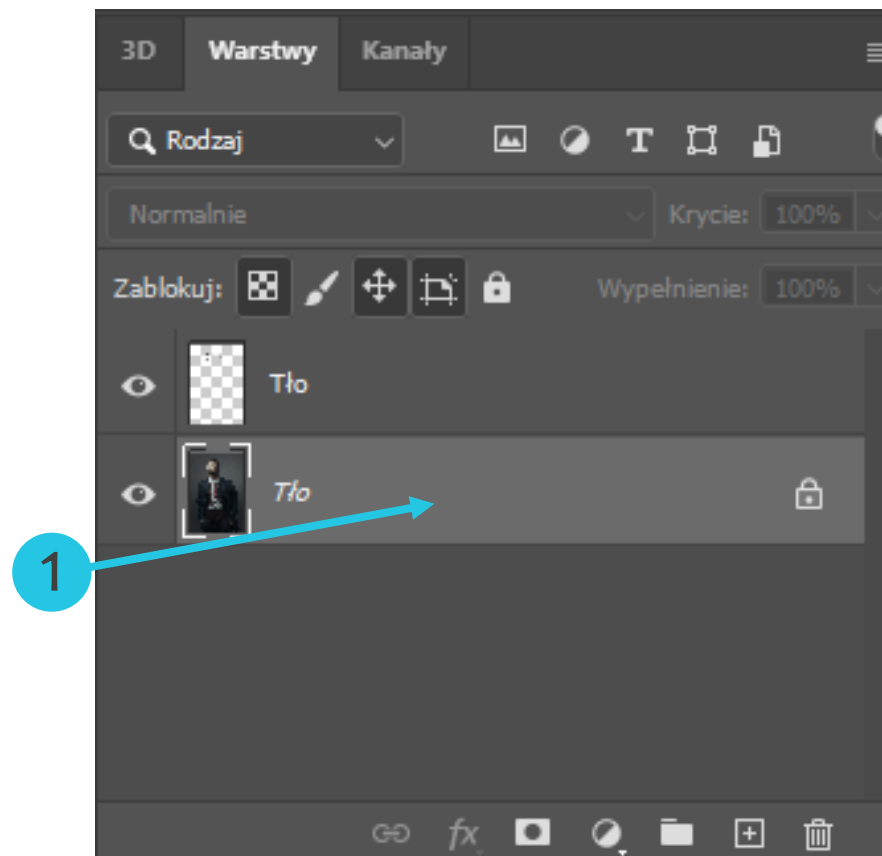 3D Warstwy Kanały
Rodzaj
Normalnie Krycie: 100%
Zablokuj: Wypełnienie: 100%
Tło
Tło
1
fx